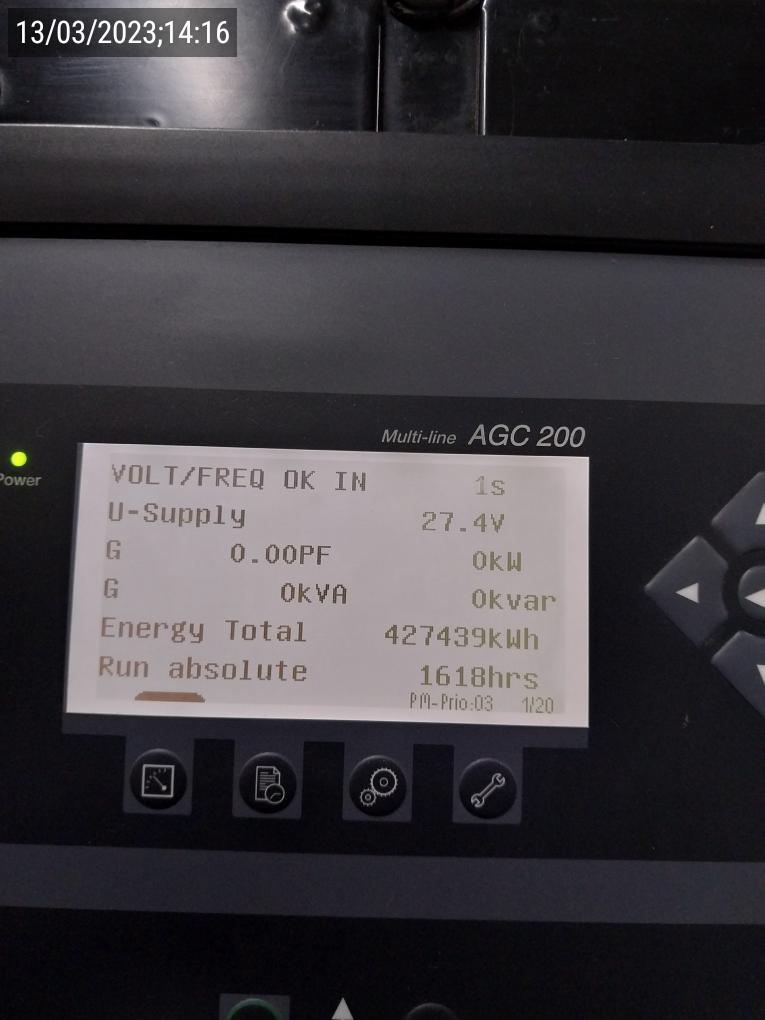 13/03/2023;14:16
Multi-line AGC 200
Power
VOLT/FREQ OK IN 1s
U-Supply 27.4V
G 0.00PF 0kW
G 0kVA 0kvar
Energy Total 427439kWh
Run absolute 1618hrs
PM-Prio:03 1/20